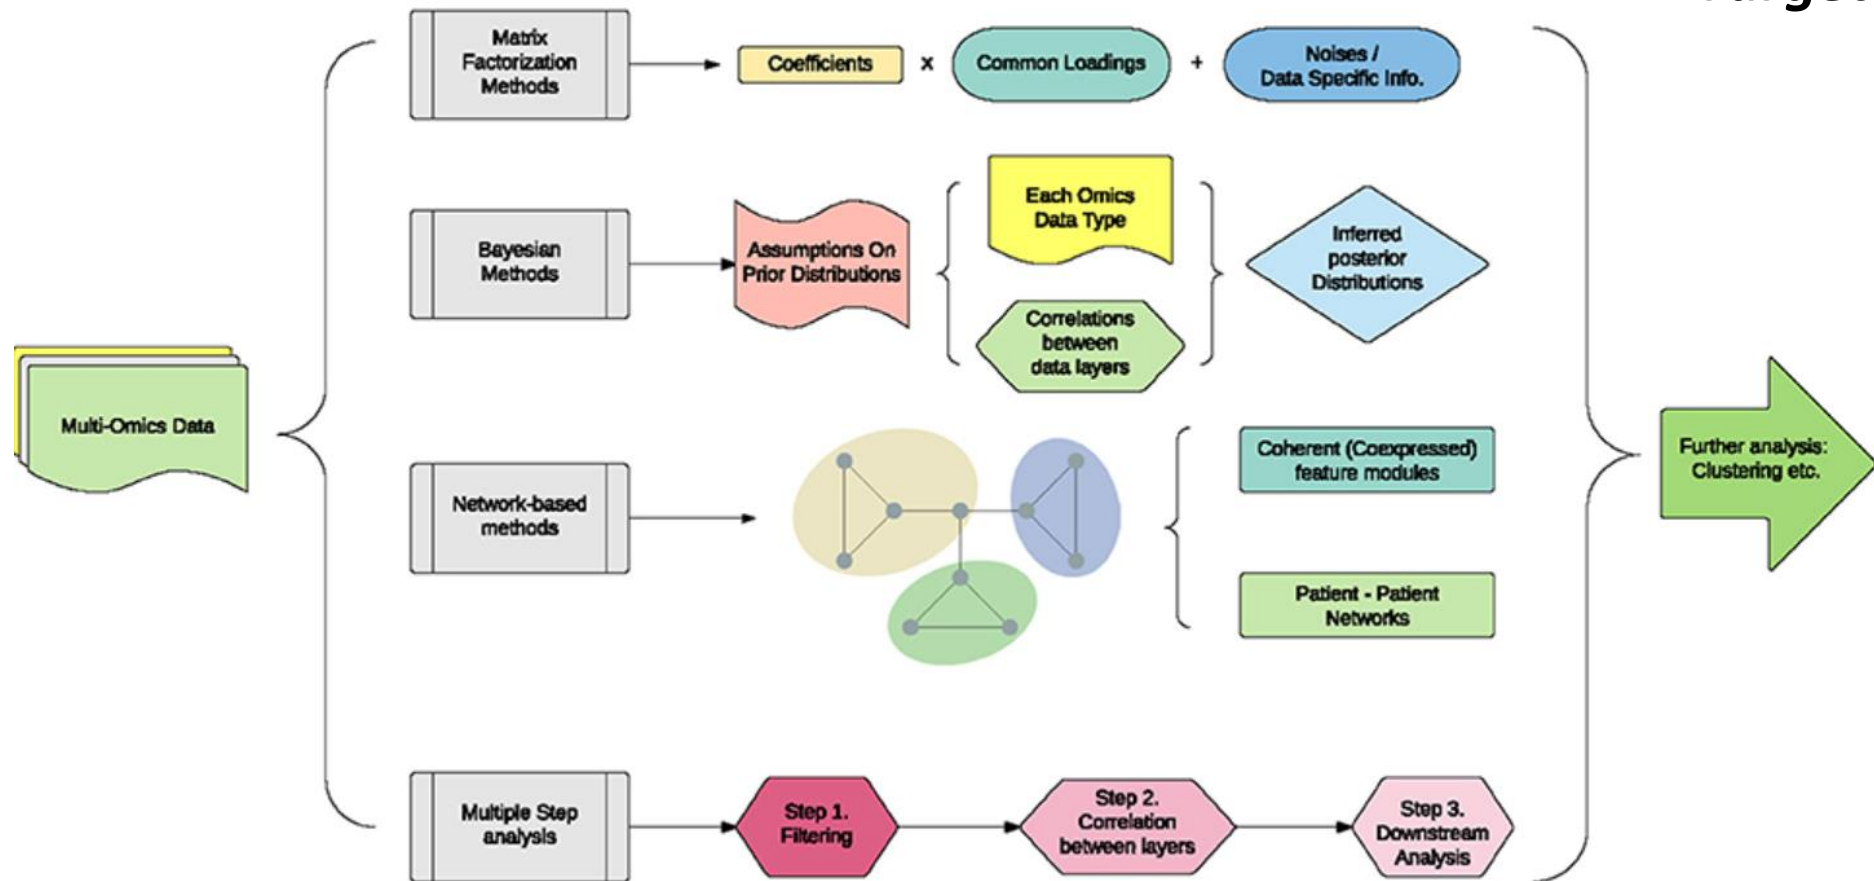 Matrix
Factorization
Methods
Coefficients
x
Common Loadings
+
Noises /
Data Specific Info.
Bayesian
Methods
Assumptions On
Prior Distributions
Each Omics
Data Type
Correlations
between
data layers
Inferred
posterior
Distributions
Multi-Omics Data
Network-based
methods
Coherent (Coexpressed)
feature modules
Patient - Patient
Networks
Further analysis:
Clustering etc.
Multiple Step
analysis
Step 1.
Filtering
Step 2.
Correlation
between layers
Step 3.
Downstream
Analysis